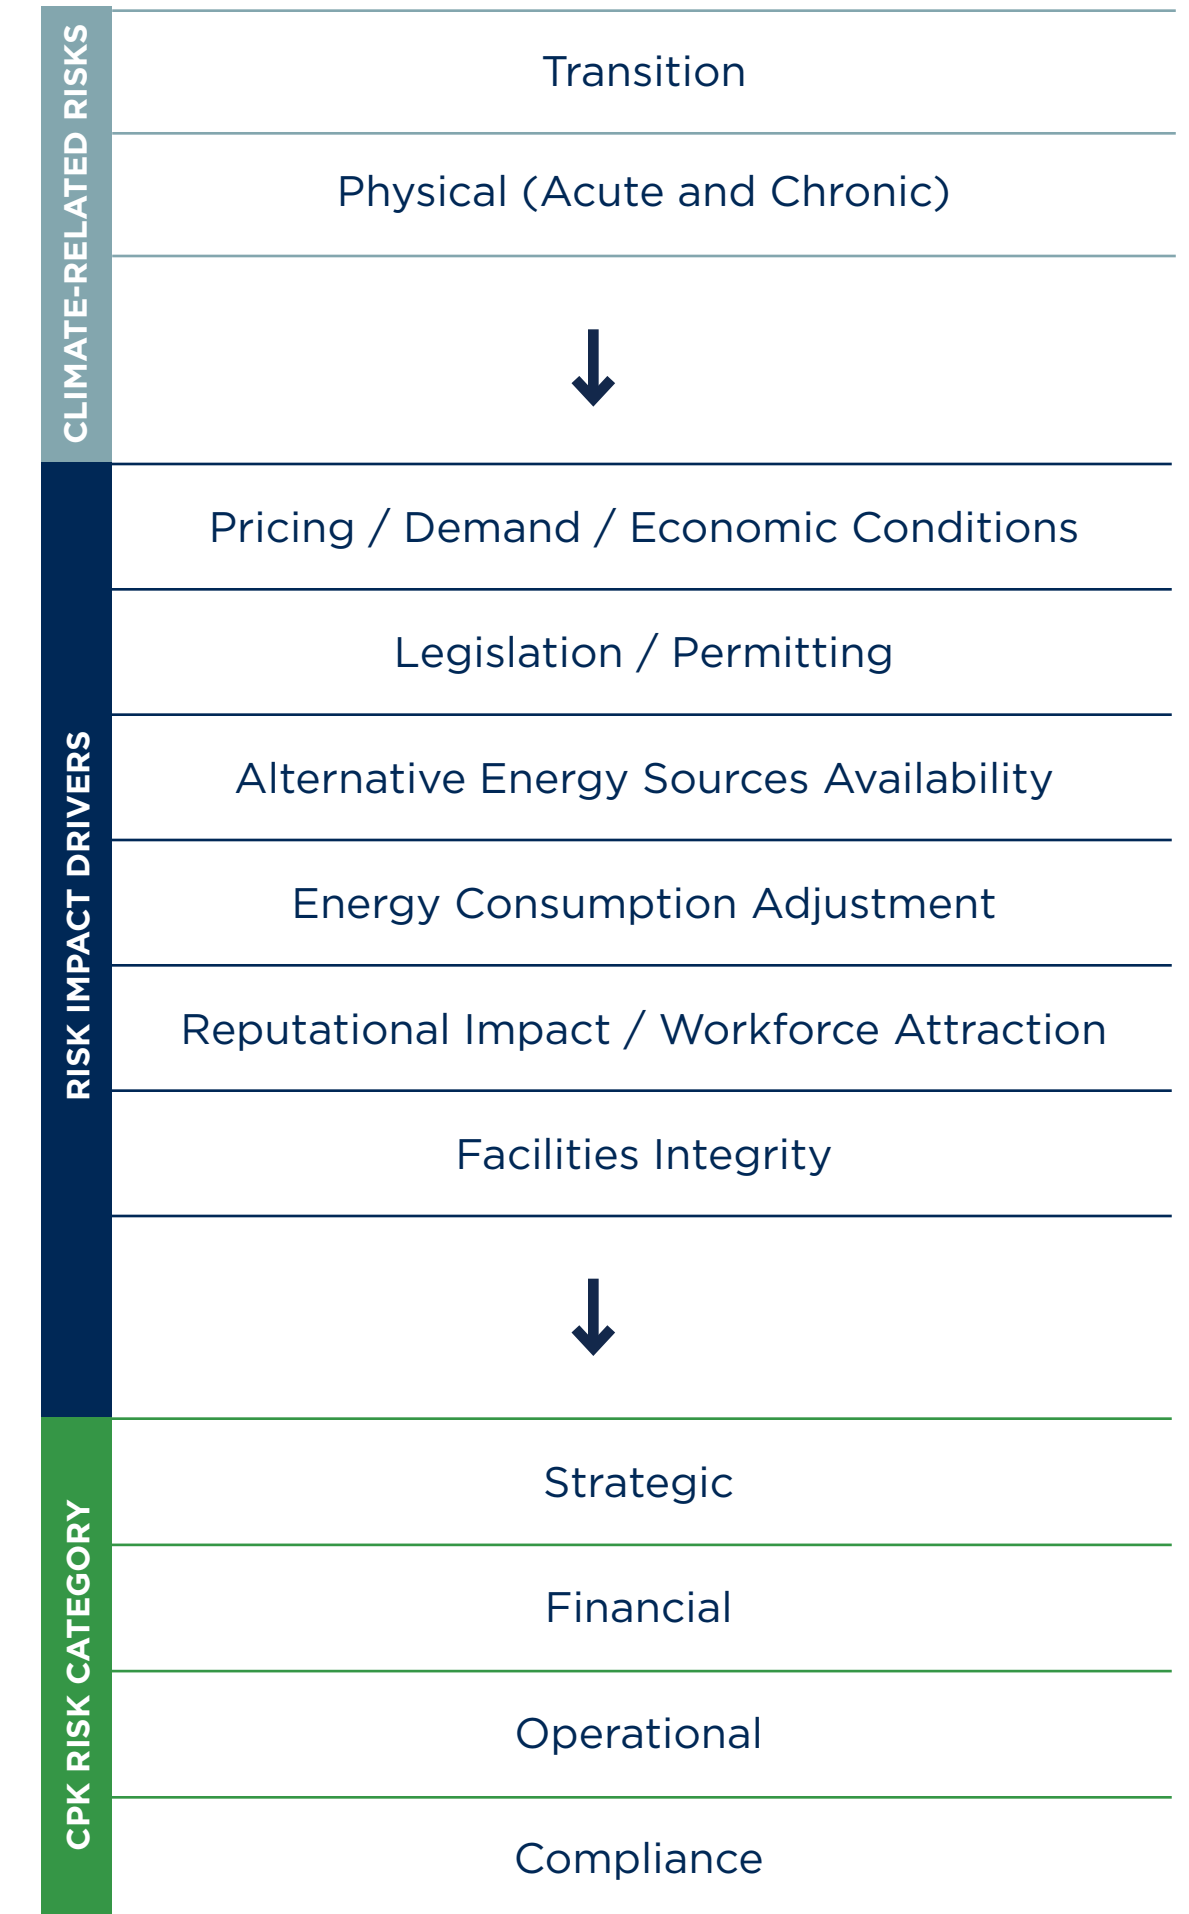 CLIMATE-RELATED RISKS
Transition
Physical (Acute and Chronic)
RISK IMPACT DRIVERS
Pricing / Demand / Economic Conditions
Legislation / Permitting
Alternative Energy Sources Availability
Energy Consumption Adjustment
Reputational Impact / Workforce Attraction
Facilities Integrity
CPK RISK CATEGORY
Strategic
Financial
Operational
Compliance